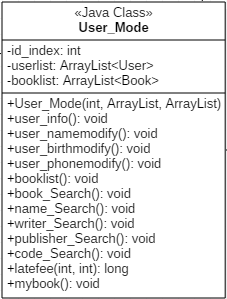 «Java Class»
User_Mode
-id_index: int
-userlist: ArrayList<User>
-booklist: ArrayList<Book>
+User_Mode(int, ArrayList, ArrayList)
+user_info(): void
+user_namemodify(): void
+user_birthmodify(): void
+user_phonemodify(): void
+booklist(): void
+book_Search(): void
+name_Search(): void
+writer_Search(): void
+publisher_Search(): void
+code_Search(): void
+latefee(int, int): long
+mybook(): void